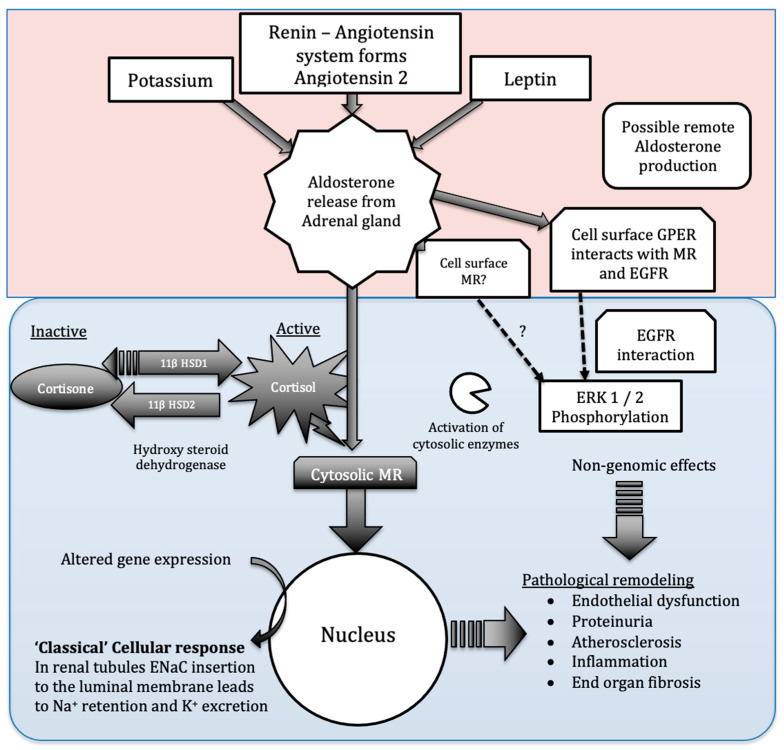 Renin – Angiotensin
system forms
Angiotensin 2
Potassium
Leptin
Possible remote
Aldosterone
production
Aldosterone
release from
Adrenal gland
Cell surface GPER
interacts with MR
and EGFR
Cell surface
MR?
Inactive
Active
11β HSD1
Cortisone
Cortisol
11β HSD2
?
EGFR
interaction
ERK 1 / 2
Phosphorylation
Activation of
cytosolic enzymes
Hydroxy steroid
dehydrogenase
Cytosolic MR
Non-genomic effects
Altered gene expression
Nucleus
Pathological remodeling
• Endothelial dysfunction
• Proteinuria
• Atherosclerosis
• Inflammation
• End organ fibrosis
‘Classical’ Cellular response
In renal tubules ENaC insertion
to the luminal membrane leads
to Na⁺ retention and K⁺ excretion